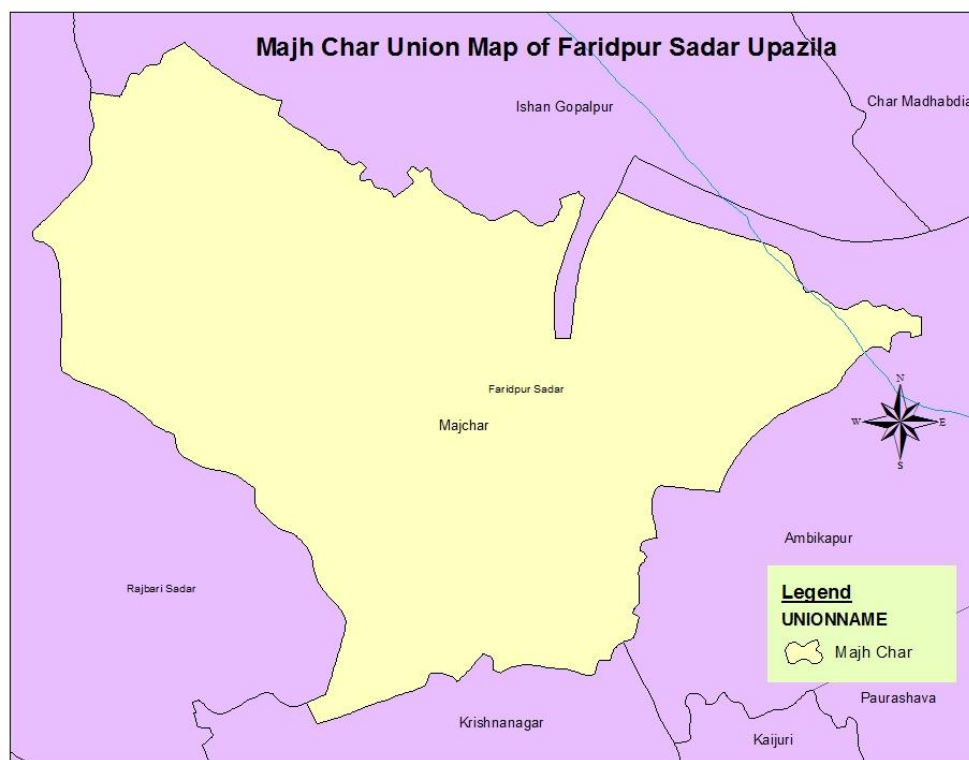 Majh Char Union Map of Faridpur Sadar Upazila
Char Madhabdia
Ishan Gopalpur
Faridpur Sadar
Majchar
N
W
E
S
Ambikapur
Rajbari Sadar
Legend
UNIONNAME
Majh Char
Paurashava
Krishnanagar
Kaijuri